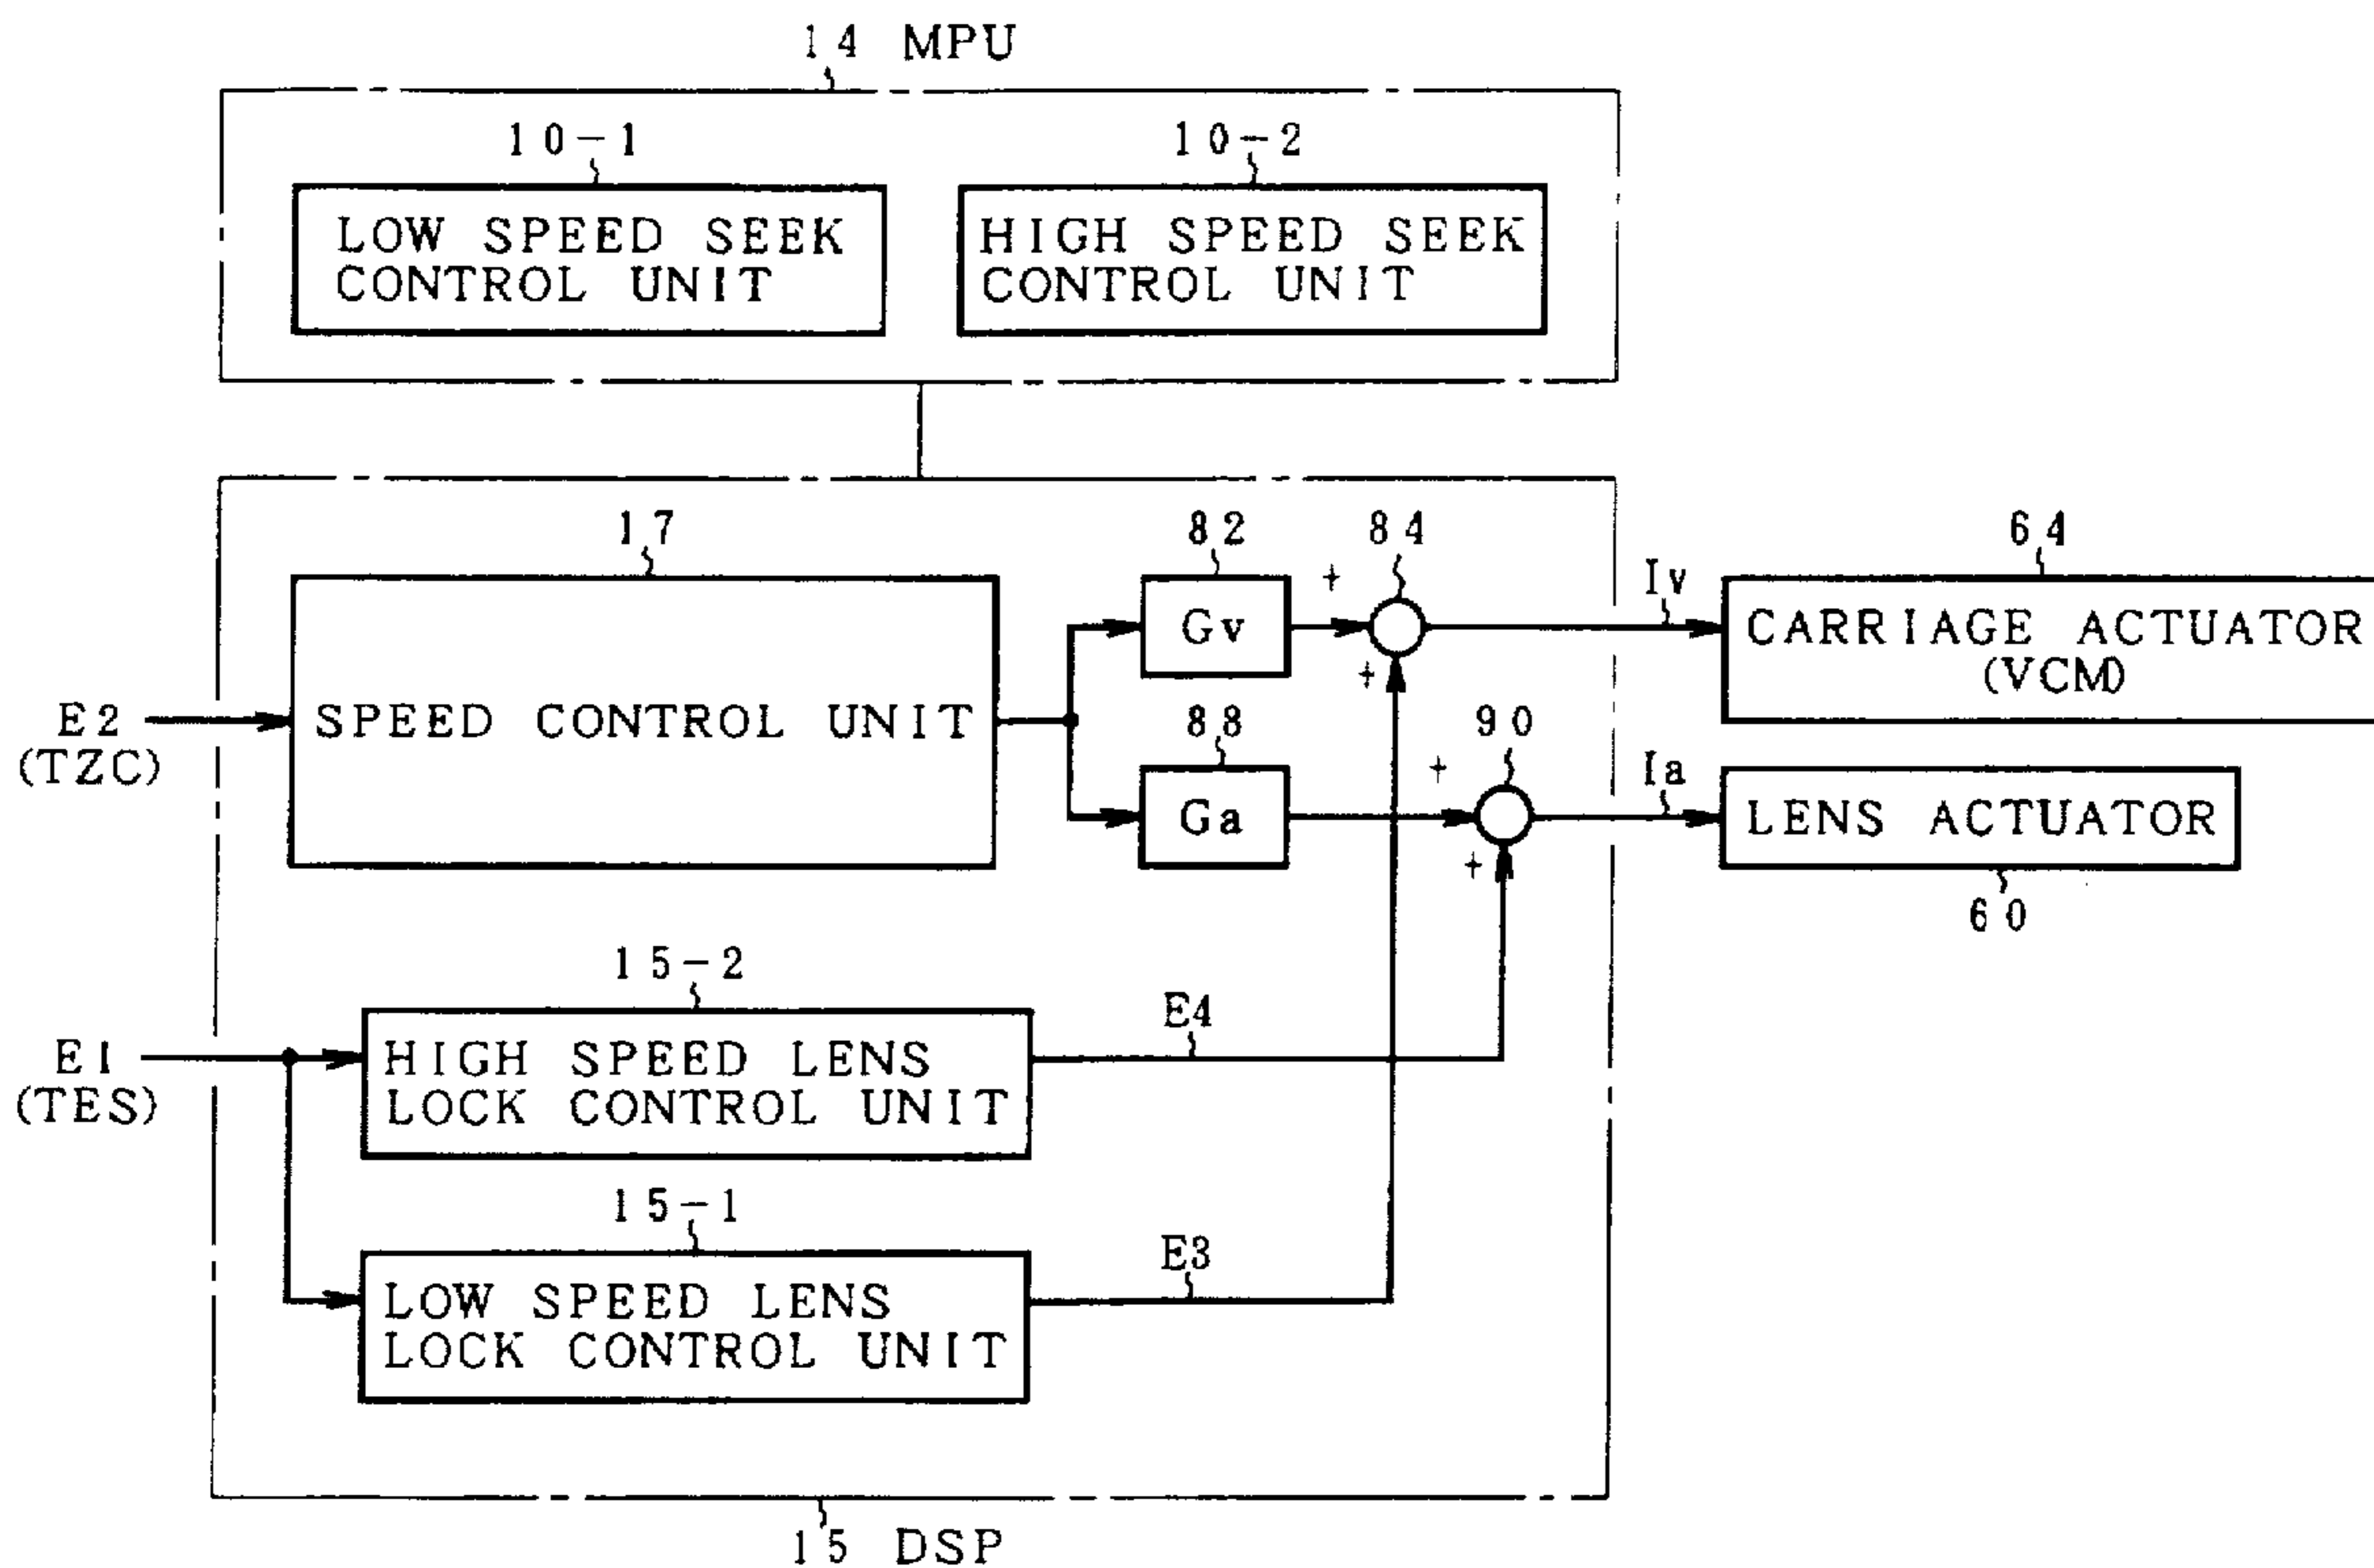 14 MPU
10-1
10-2
LOW SPEED SEEK
CONTROL UNIT
HIGH SPEED SEEK
CONTROL UNIT
17
82
84
64
+
Gv
Iv
CARRIAGE ACTUATOR
(VCM)
+
E2
(TZC)
SPEED CONTROL UNIT
88
90
+
Ga
Ia
LENS ACTUATOR
+
60
15-2
E4
E1
(TES)
HIGH SPEED LENS
LOCK CONTROL UNIT
15-1
E3
LOW SPEED LENS
LOCK CONTROL UNIT
15 DSP